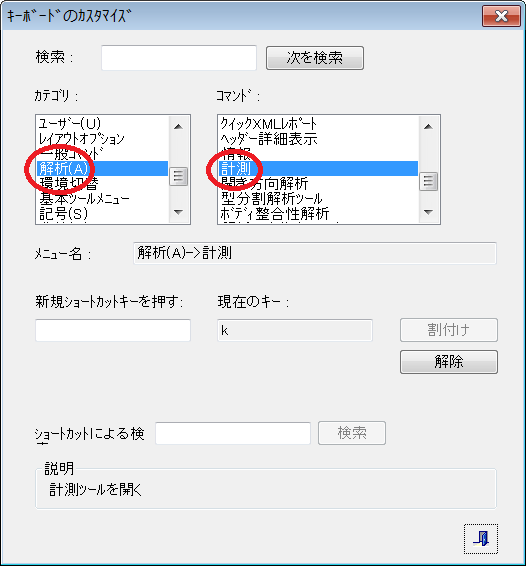 ｷｰﾎﾞｰﾄﾞのｶｽﾀﾏｲｽﾞ
検索 :
次を検索
ｶﾃｺﾞﾘ :
ﾕｰｻﾞｰ(U)
ﾚｲｱｳﾄｵﾌﾟｼｮﾝ
一般ｺﾏﾝﾄﾞ
解析(A)
環境切替
基本ﾂｰﾙﾒﾆｭｰ
記号(S)
ｺﾏﾝﾄﾞ :
ｸｲｯｸXMLﾚﾎﾟｰﾄ
ﾍｯﾀﾞｰ詳細表示
情報
計測
開き方向解析
型分割解析ﾂｰﾙ
ﾎﾞﾃﾞｨ整合性解析
ﾒﾆｭｰ名 :
解析(A)->計測
新規ｼｮｰﾄｶｯﾄｷｰを押す:
現在のキー :
k
割付け
解除
ｼｮｰﾄｶｯﾄによる検
検索
説明
計測ﾂｰﾙを開く